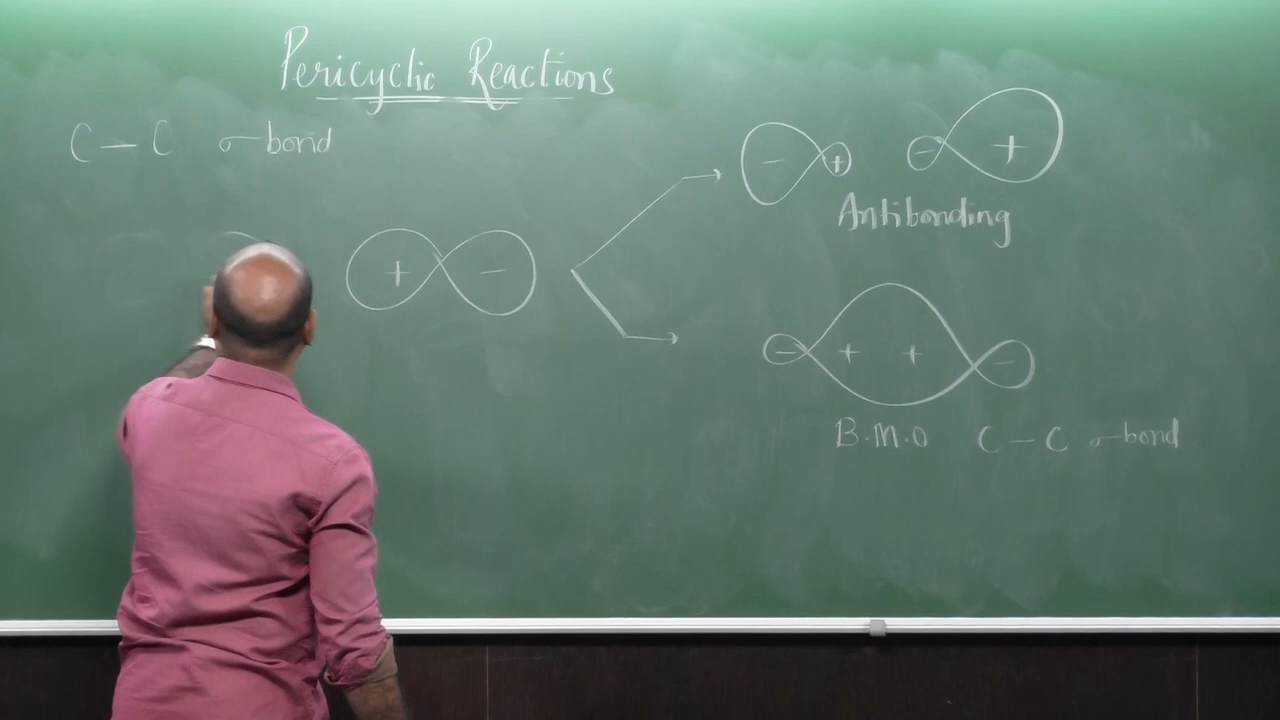 Pericyclic Reactions
C — C σ-bond
- +
- +
Antibonding
+ -
- + + -
B.M.O C — C σ-bond